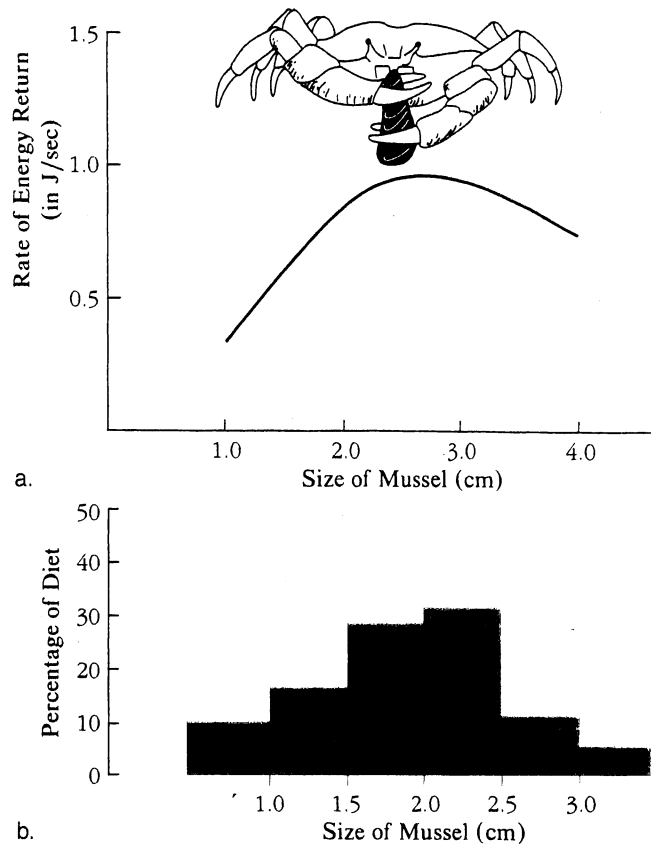 Rate of Energy Return
(in J/sec)
1.5
1.0
0.5
1.0 2.0 3.0 4.0
a.
Size of Mussel (cm)
Percentage of Diet
50
40
30
20
10
0
1.0 1.5 2.0 2.5 3.0
b.
Size of Mussel (cm)